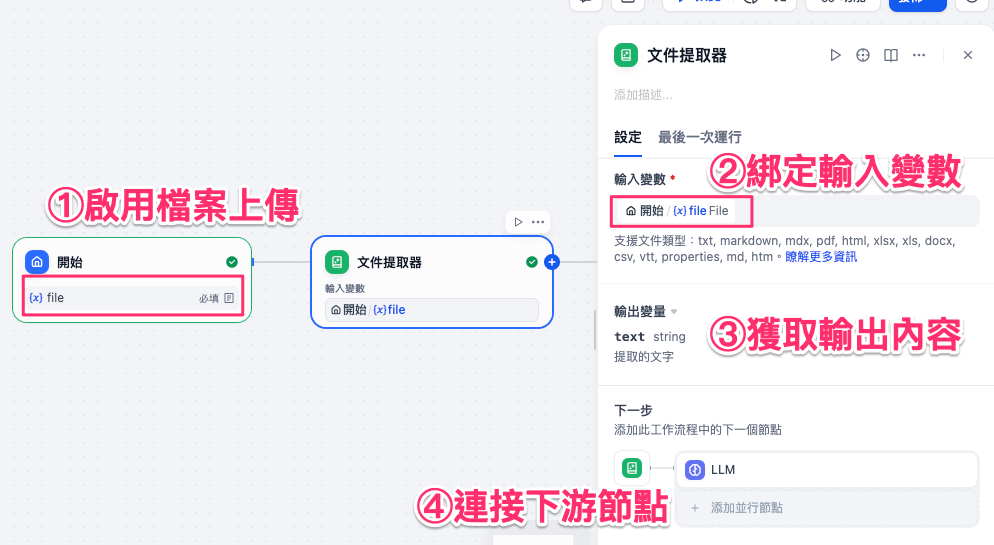 發佈
文件提取器
添加描述...
設定 最後一次運行
②綁定輸入變數
輸入變數 *
開始 / {x} file File
支援文件類型：txt, markdown, mdx, pdf, html, xlsx, xls, docx,
csv, vtt, properties, md, htm。瞭解更多資訊
①啟用檔案上傳
開始
{x} file 必填
文件提取器
輸入變數
開始 / {x} file
輸出變量
③獲取輸出內容
text string
提取的文字
下一步
添加此工作流程中的下一個節點
LLM
④連接下游節點
+ 添加並行節點